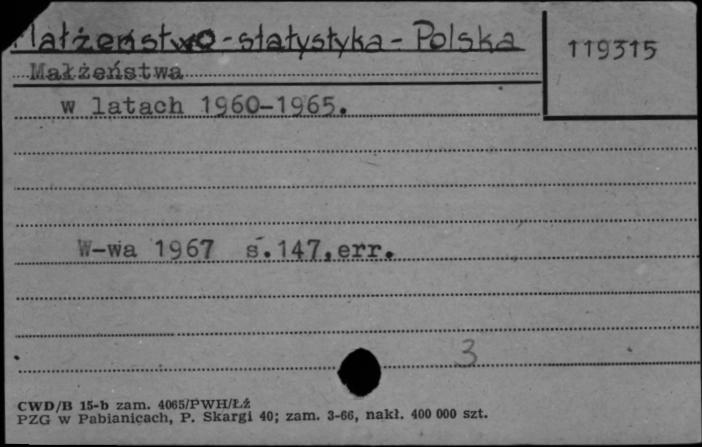 Małżeństwo - statystyka - Polska
119315
Małżeństwa
w latach 1960-1965.
W-wa 1967 s.147,err.
3
CWD/B 15-b zam. 4065/PWH/Łź
PZG w Pabianicach, P. Skargi 40; zam. 3-66, nakł. 400 000 szt.